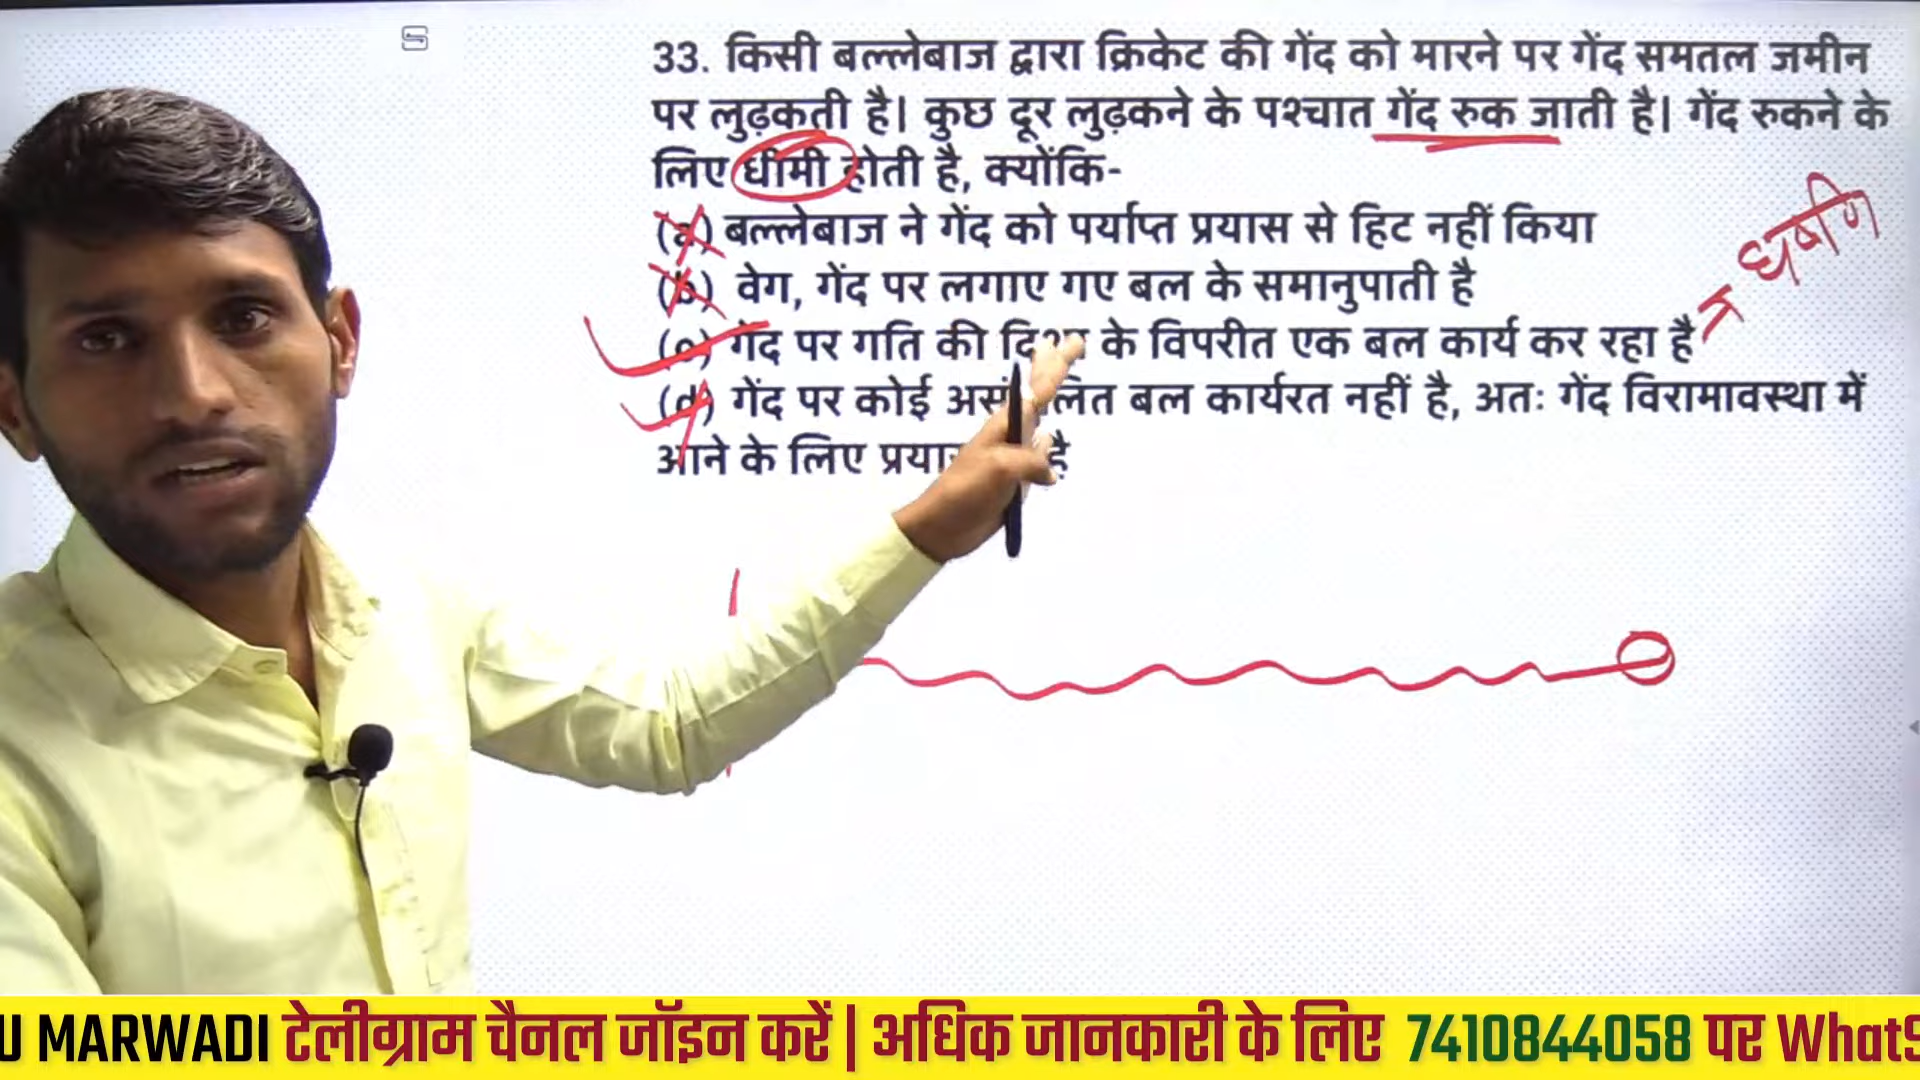 33. किसी बल्लेबाज द्वारा क्रिकेट की गेंद को मारने पर गेंद समतल जमीन
पर लुढ़कती है। कुछ दूर लुढ़कने के पश्चात गेंद रुक जाती है। गेंद रुकने के
लिए धीमी होती है, क्योंकि-
(a) बल्लेबाज ने गेंद को पर्याप्त प्रयास से हिट नहीं किया
(b) वेग, गेंद पर लगाए गए बल के समानुपाती है
(c) गेंद पर गति की के विपरीत एक बल कार्य कर रहा है
घर्षण
(d) गेंद पर कोई बल कार्यरत नहीं है, अतः गेंद विरामावस्था में
आने के लिए है
U MARWADI टेलीग्राम चैनल जॉइन करें | अधिक जानकारी के लिए 7410844058 पर WhatS